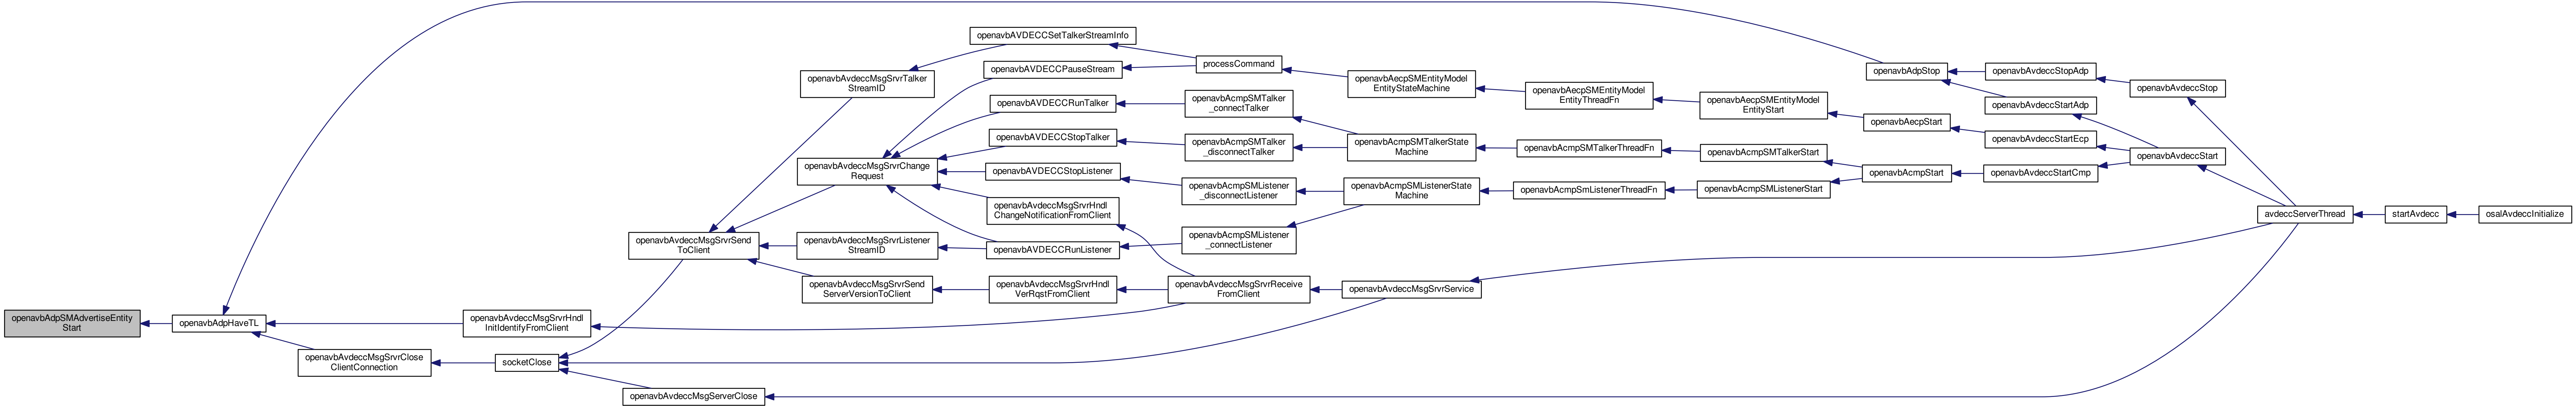 openavbAdpSMAdvertiseEntity
Start
openavbAdpHaveTL
openavbAvdeccMsgSrvrHndl
InitIdentifyFromClient
openavbAvdeccMsgSrvrClose
ClientConnection
socketClose
openavbAvdeccMsgSrvrSend
ToClient
openavbAvdeccMsgServerClose
openavbAvdeccMsgSrvrTalker
StreamID
openavbAvdeccMsgSrvrChange
Request
openavbAvdeccMsgSrvrListener
StreamID
openavbAvdeccMsgSrvrSend
ServerVersionToClient
openavbAVDECCSetTalkerStreamInfo
openavbAVDECCPauseStream
openavbAVDECCRunTalker
openavbAVDECCStopTalker
openavbAVDECCStopListener
openavbAvdeccMsgSrvrHndl
ChangeNotificationFromClient
openavbAVDECCRunListener
openavbAvdeccMsgSrvrHndl
VerRqstFromClient
processCommand
openavbAcmpSMTalker
_connectTalker
openavbAcmpSMTalker
_disconnectTalker
openavbAcmpSMListener
_disconnectListener
openavbAcmpSMListener
_connectListener
openavbAvdeccMsgSrvrReceive
FromClient
openavbAecpSMEntityModel
EntityStateMachine
openavbAcmpSMTalkerState
Machine
openavbAcmpSMListenerState
Machine
openavbAvdeccMsgSrvrService
openavbAecpSMEntityModel
EntityThreadFn
openavbAcmpSMTalkerThreadFn
openavbAcmpSmListenerThreadFn
openavbAecpSMEntityModel
EntityStart
openavbAcmpSMTalkerStart
openavbAcmpSMListenerStart
openavbAdpStop
openavbAecpStart
openavbAcmpStart
openavbAvdeccStopAdp
openavbAvdeccStartAdp
openavbAvdeccStartEcp
openavbAvdeccStartCmp
openavbAvdeccStop
openavbAvdeccStart
avdeccServerThread
startAvdecc
osalAvdeccInitialize